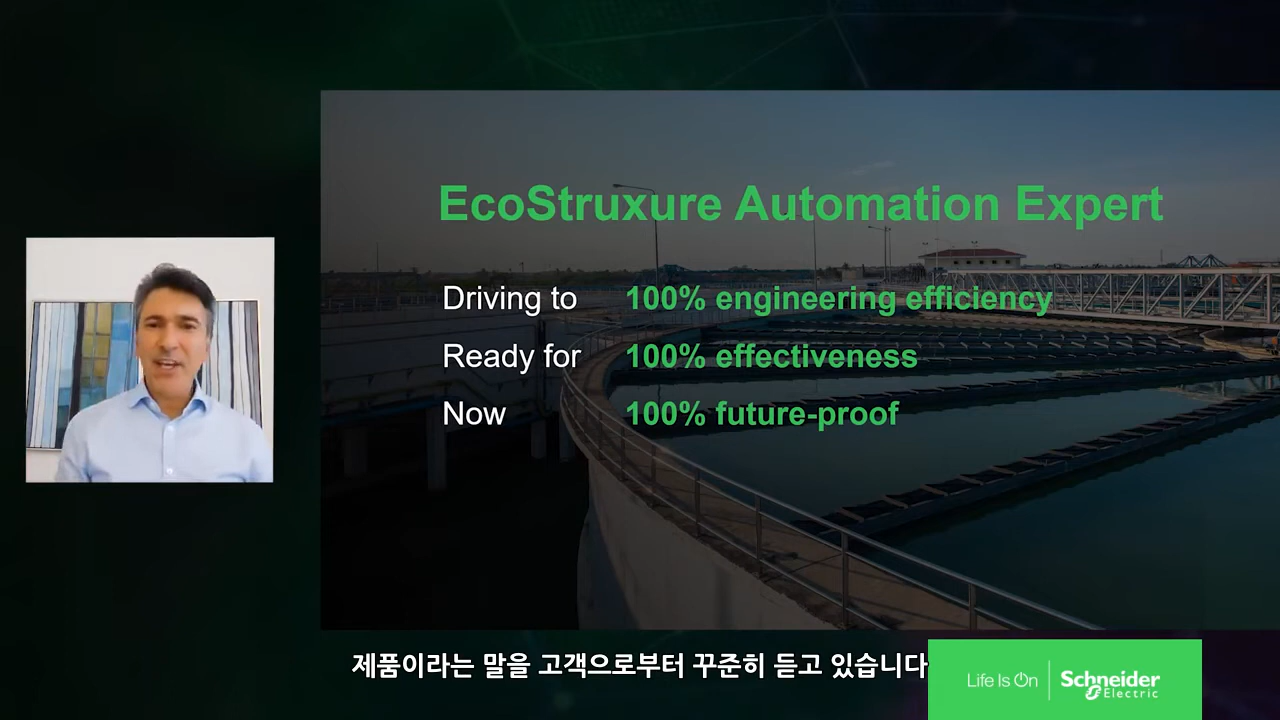 EcoStruxure Automation Expert
Driving to 100% engineering efficiency
Ready for 100% effectiveness
Now 100% future-proof
제품이라는 말을 고객으로부터 꾸준히 듣고 있습니다
Life Is On Schneider
Electric